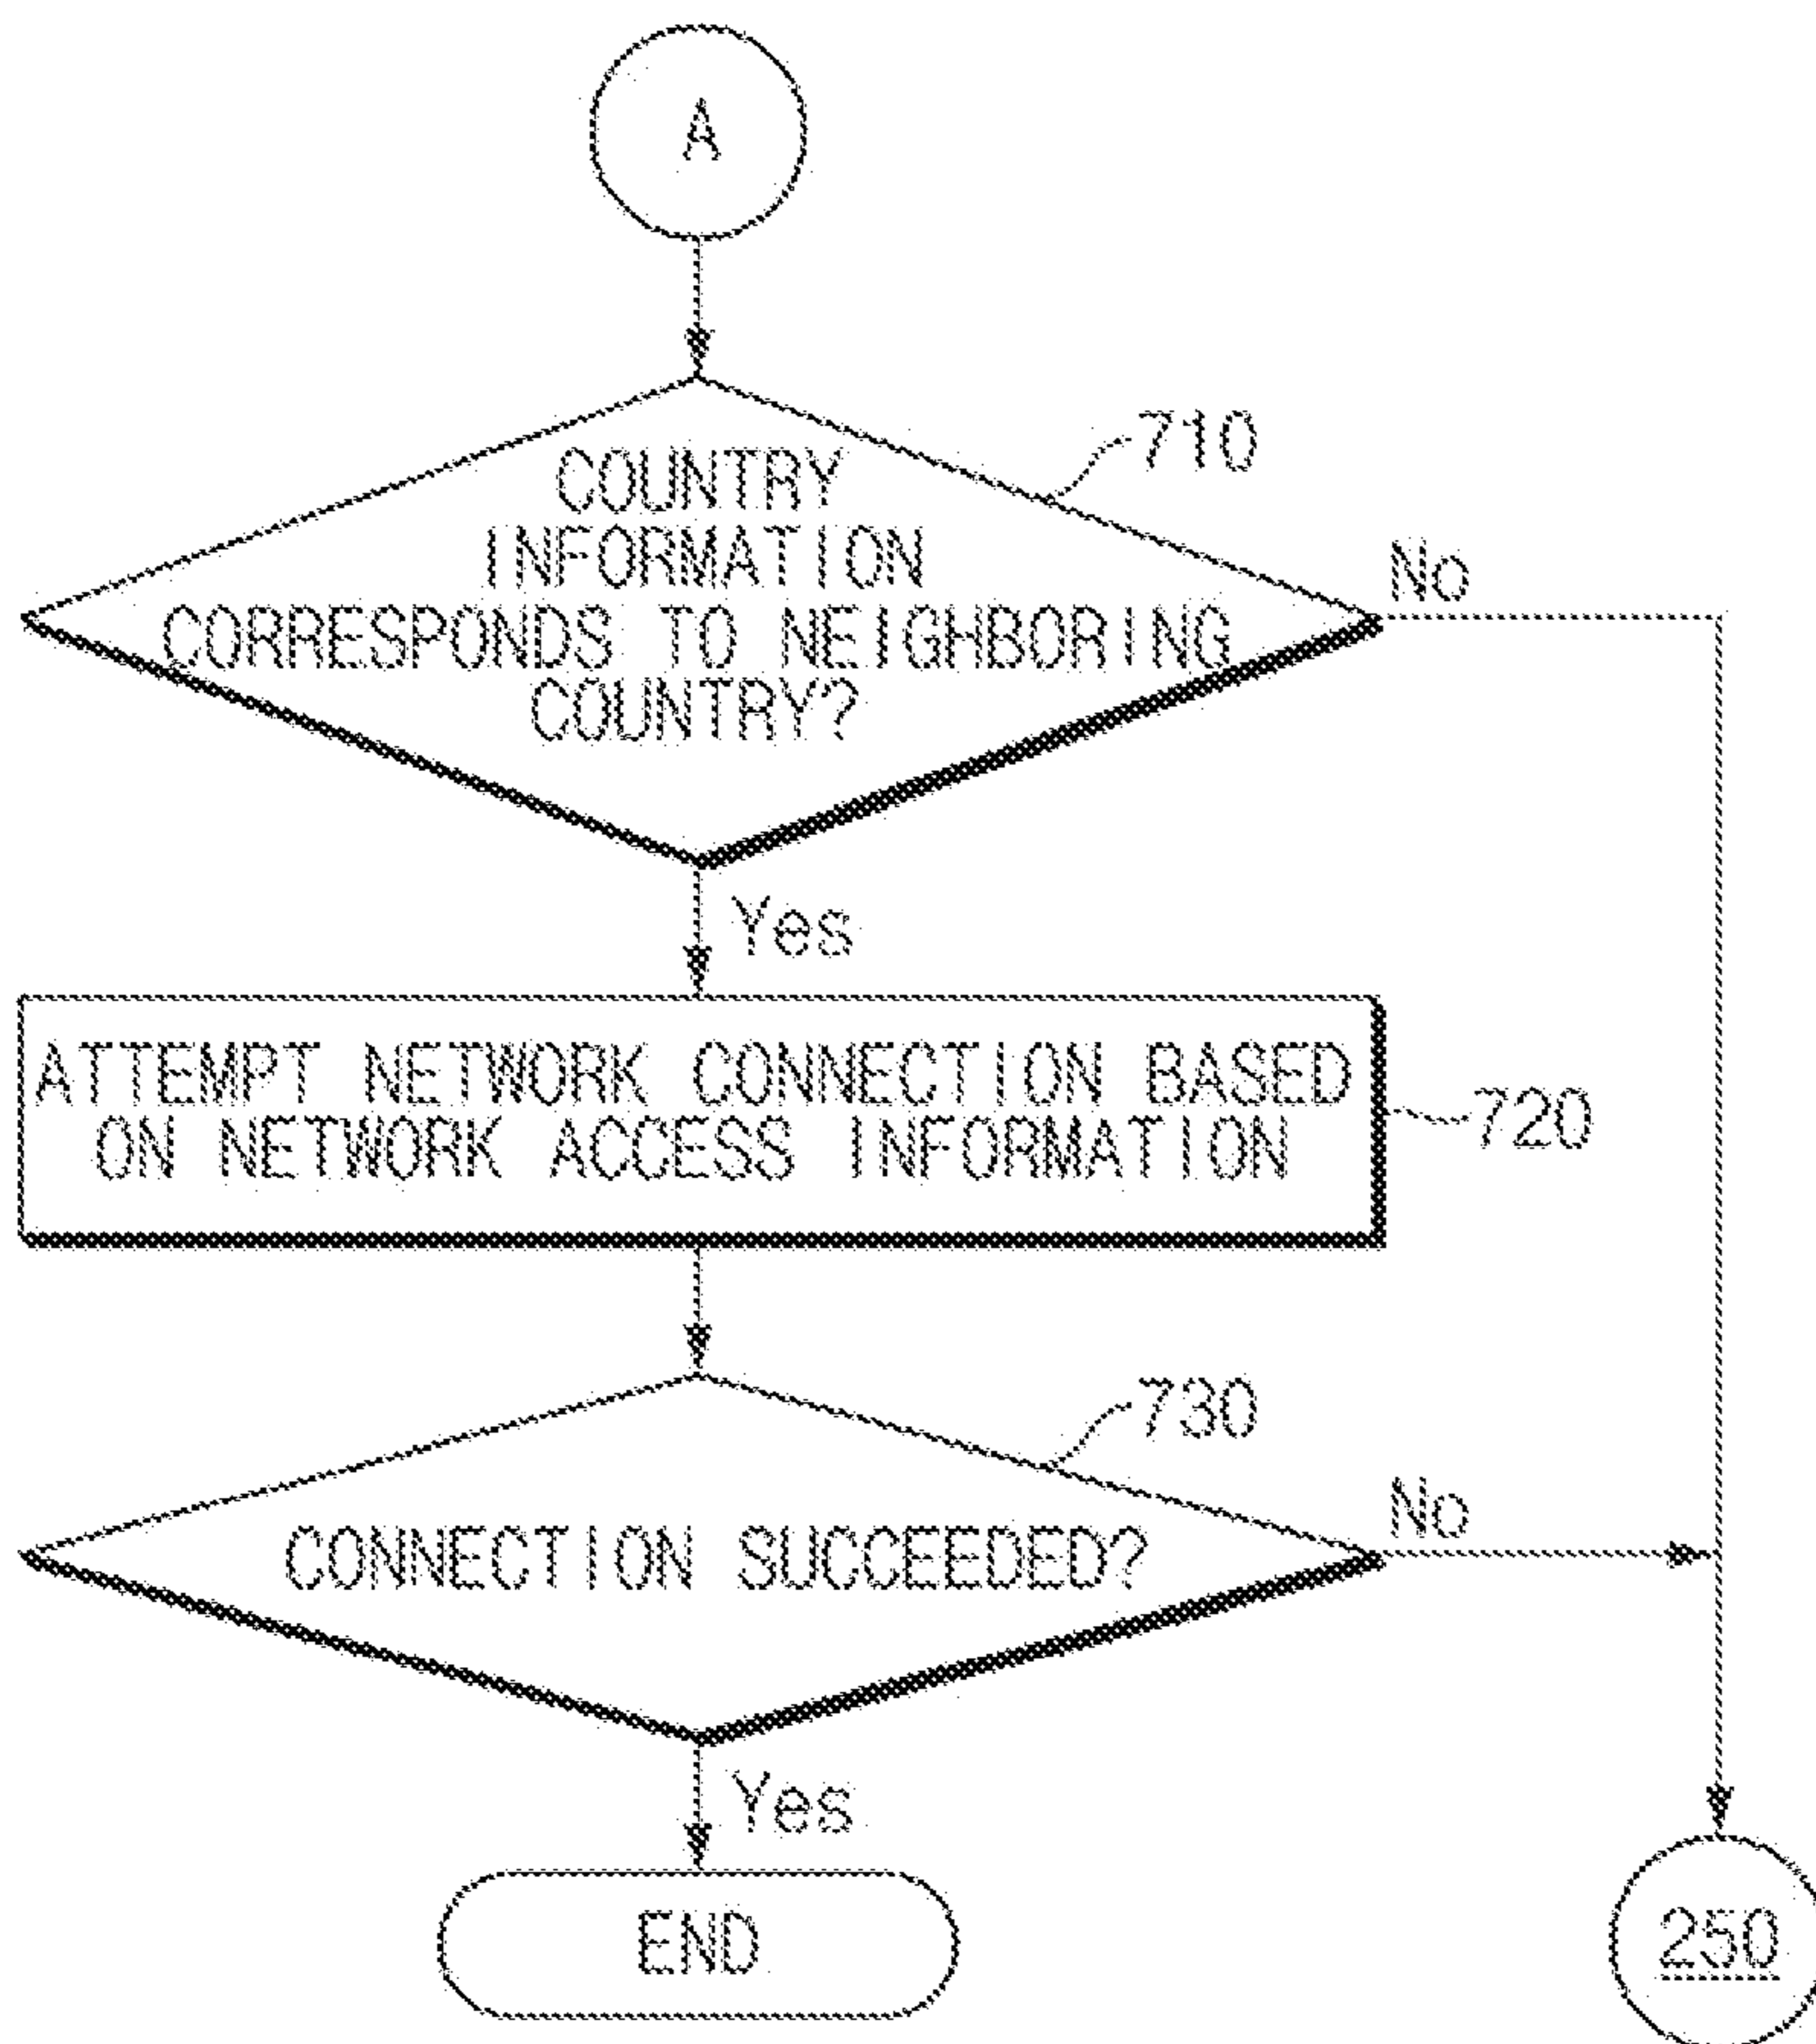 A
710
COUNTRY
INFORMATION
CORRESPONDS TO NEIGHBORING
COUNTRY?
No
Yes
ATTEMPT NETWORK CONNECTION BASED
ON NETWORK ACCESS INFORMATION
720
730
CONNECTION SUCCEEDED?
No
Yes
END
250